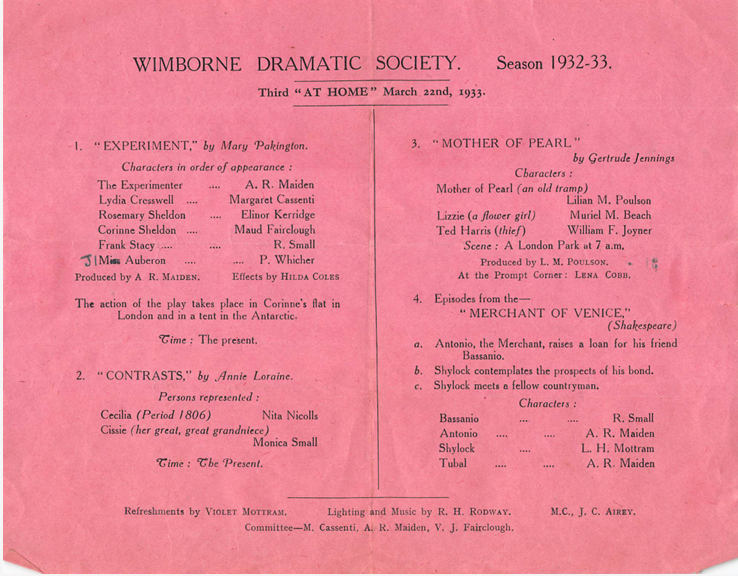 WIMBORNE DRAMATIC SOCIETY. Season 1932-33.
Third "AT HOME" March 22nd, 1933.
1. "EXPERIMENT," by Mary Pakington.
Characters in order of appearance :
The Experimenter .... A. R. Maiden
Lydia Cresswell .... Margaret Cassenti
Rosemary Sheldon .... Elinor Kerridge
Corinne Sheldon .... Maud Fairclough
Frank Stacy .... .... R. Small
Miss Auberon .... .... P. Whicher
Produced by A R. MAIDEN. Effects by HILDA COLES
The action of the play takes place in Corinne's flat in
London and in a tent in the Antarctic.
Time : The present.
2. "CONTRASTS," by Annie Loraine.
Persons represented :
Cecilia (Period 1806) Nita Nicolls
Cissie (her great, great grandniece)
Monica Small
Time : The Present.
3. "MOTHER OF PEARL"
by Gertrude Jennings
Characters :
Mother of Pearl (an old tramp)
Lilian M. Poulson
Lizzie (a flower girl) Muriel M. Beach
Ted Harris (thief) William F. Joyner
Scene : A London Park at 7 a.m.
Produced by L. M. POULSON.
At the Prompt Corner : LENA COBB.
4. Episodes from the—
"MERCHANT OF VENICE,"
(Shakespeare)
a. Antonio, the Merchant, raises a loan for his friend
Bassanio.
b. Shylock contemplates the prospects of his bond.
c. Shylock meets a fellow countryman.
Characters :
Bassanio .... .... R. Small
Antonio .... .... A. R. Maiden
Shylock .... L. H. Mottram
Tubal .... .... A. R. Maiden
Refreshments by VIOLET MOTTRAM. Lighting and Music by R. H. RODWAY. M.C., J. C. AIREY.
Committee—M. Cassenti, A. R. Maiden, V. J. Fairclough.